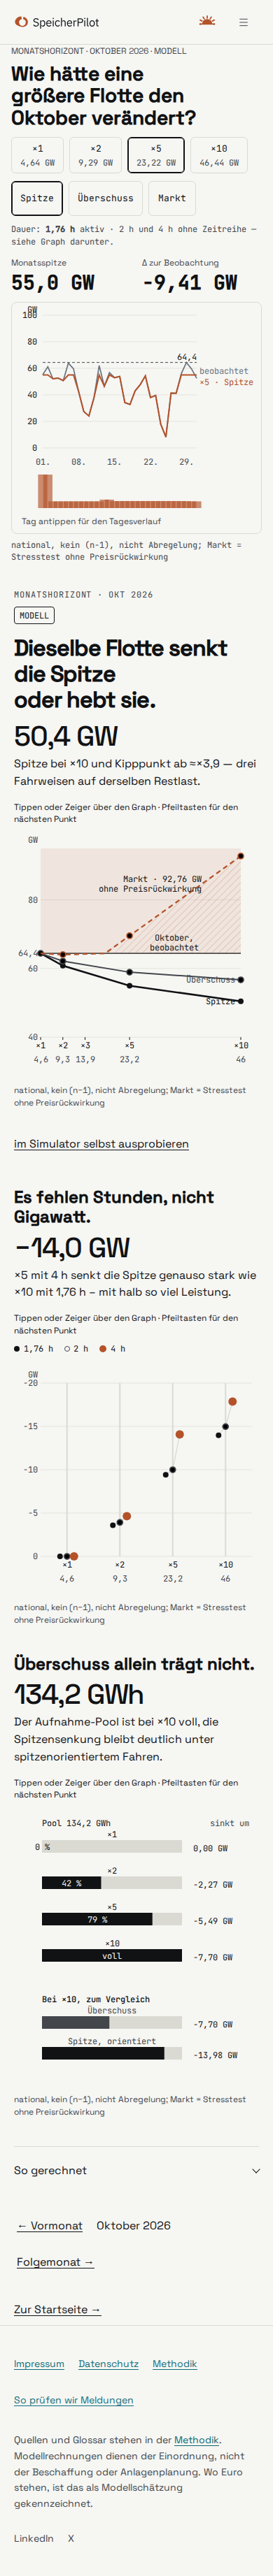 SpeicherPilot
MONATSHORIZONT · OKTOBER 2026 · MODELL
Wie hätte eine
größere Flotte den
Oktober verändert?
×1 ×2 ×5 ×10
4,64 GW 9,29 GW 23,22 GW 46,44 GW
Spitze Überschuss Markt
Dauer: 1,76 h aktiv · 2 h und 4 h ohne Zeitreihe —
siehe Graph darunter.
Monatsspitze Δ zur Beobachtung
55,0 GW −9,41 GW
GW
100
80
64,4
60
beobachtet
×5 · Spitze
40
20
0
01. 08. 15. 22. 29.
Tag antippen für den Tagesverlauf
national, kein (n-1), nicht Abregelung; Markt =
Stresstest ohne Preisrückwirkung
MONATSHORIZONT · OKT 2026
MODELL
Dieselbe Flotte senkt
die Spitze
oder hebt sie.
50,4 GW
Spitze bei ×10 und Kipppunkt ab ≈×3,9 — drei
Fahrweisen auf derselben Restlast.
Tippen oder Zeiger über den Graph · Pfeiltasten für den
nächsten Punkt
GW
Markt · 92,76 GW
ohne Preisrückwirkung
80
Oktober,
beobachtet
64,4
60
Überschuss
Spitze
40
×1 ×2 ×3 ×5 ×10
4,6 9,3 13,9 23,2 46
national, kein (n−1), nicht Abregelung; Markt = Stresstest
ohne Preisrückwirkung
im Simulator selbst ausprobieren
Es fehlen Stunden, nicht
Gigawatt.
−14,0 GW
×5 mit 4 h senkt die Spitze genauso stark wie
×10 mit 1,76 h – mit halb so viel Leistung.
Tippen oder Zeiger über den Graph · Pfeiltasten für den
nächsten Punkt
1,76 h 2 h 4 h
GW
-20
-15
-10
-5
0
×1 ×2 ×5 ×10
4,6 9,3 23,2 46
national, kein (n−1), nicht Abregelung; Markt = Stresstest
ohne Preisrückwirkung
Überschuss allein trägt nicht.
134,2 GWh
Der Aufnahme-Pool ist bei ×10 voll, die
Spitzensenkung bleibt deutlich unter
spitzenorientiertem Fahren.
Tippen oder Zeiger über den Graph · Pfeiltasten für den
nächsten Punkt
Pool 134,2 GWh sinkt um
×1
0 % 0,00 GW
×2
42 % -2,27 GW
×5
79 % -5,49 GW
×10
voll -7,70 GW
Bei ×10, zum Vergleich
Überschuss
-7,70 GW
Spitze, orientiert
-13,98 GW
national, kein (n−1), nicht Abregelung; Markt = Stresstest
ohne Preisrückwirkung
So gerechnet
← Vormonat Oktober 2026
Folgemonat →
Zur Startseite →
Impressum Datenschutz Methodik
So prüfen wir Meldungen
Quellen und Glossar stehen in der Methodik.
Modellrechnungen dienen der Einordnung, nicht
der Beschaffung oder Anlagenplanung. Wo Euro
stehen, ist das als Modellschätzung
gekennzeichnet.
LinkedIn X